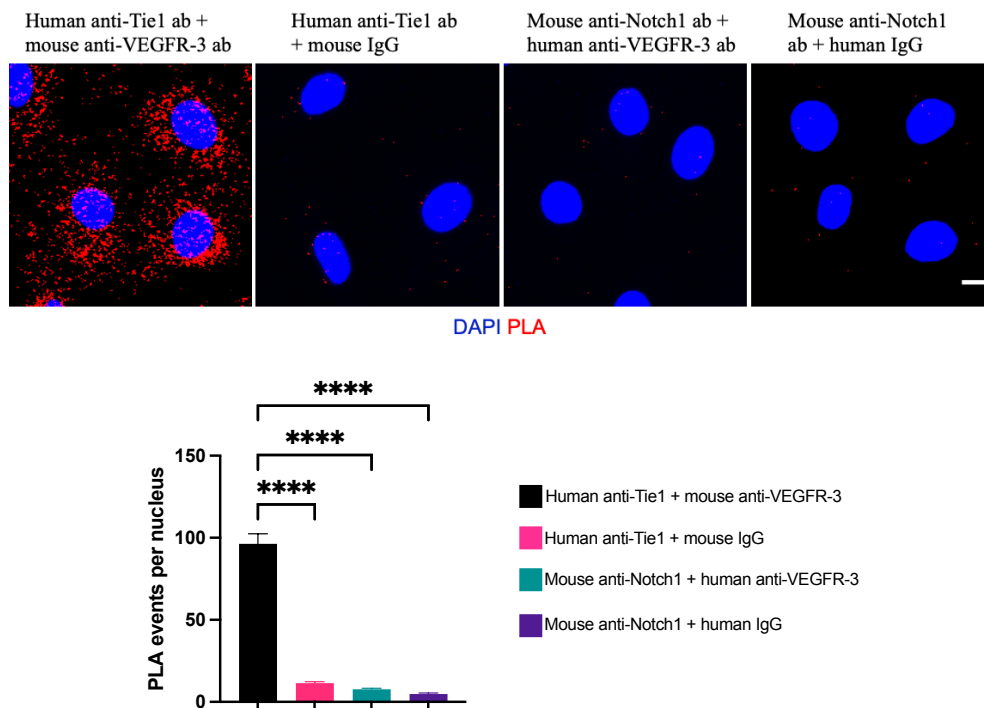 Human anti-Tie1 ab +
mouse anti-VEGFR-3 ab
Human anti-Tie1 ab
+ mouse IgG
Mouse anti-Notch1 ab +
human anti-VEGFR-3 ab
Mouse anti-Notch1
ab + human IgG
DAPI PLA
****
****
****
PLA events per nucleus
150
100
50
0
Human anti-Tie1 + mouse anti-VEGFR-3
Human anti-Tie1 + mouse IgG
Mouse anti-Notch1 + human anti-VEGFR-3
Mouse anti-Notch1 + human IgG